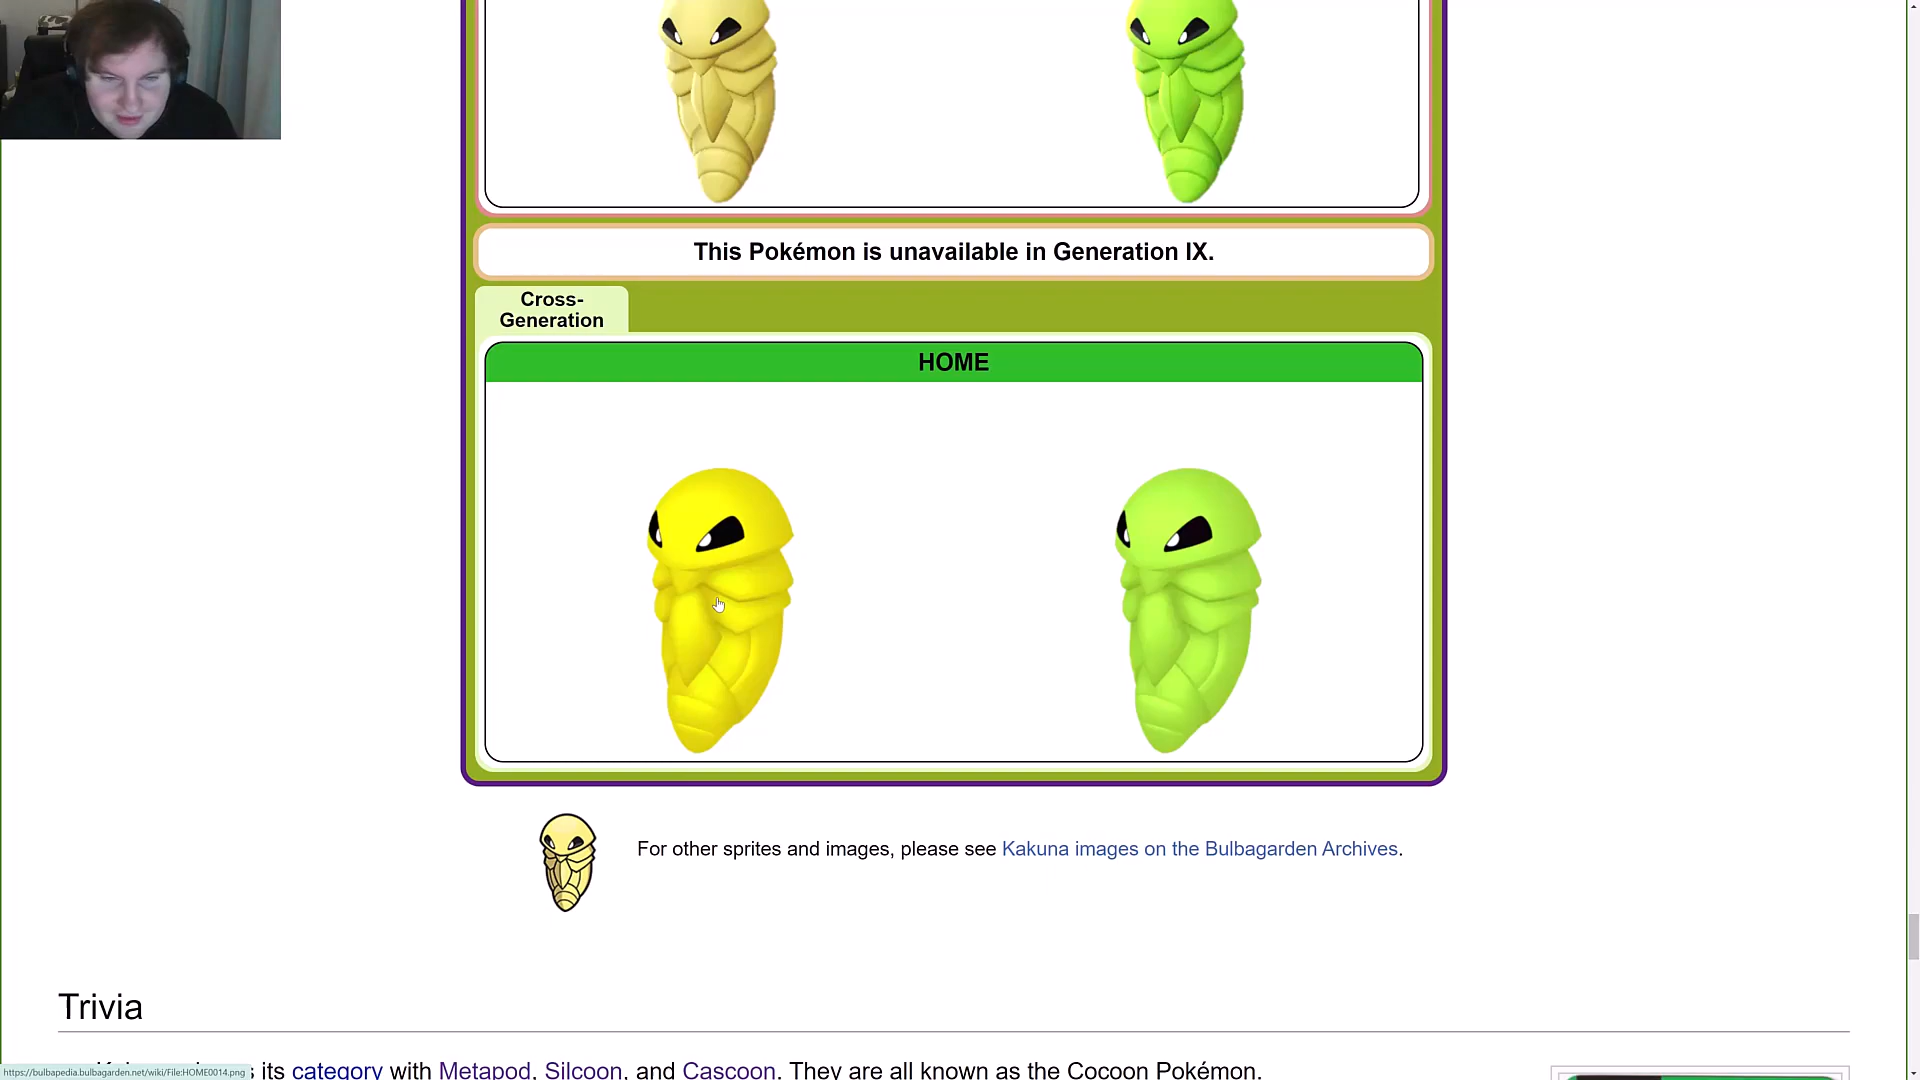 This Pokémon is unavailable in Generation IX.
Cross-
Generation
HOME
For other sprites and images, please see Kakuna images on the Bulbagarden Archives.
Trivia
its category with Metapod, Silcoon, and Cascoon. They are all known as the Cocoon Pokémon.
https://bulbapedia.bulbagarden.net/wiki/File:HOME0014.png